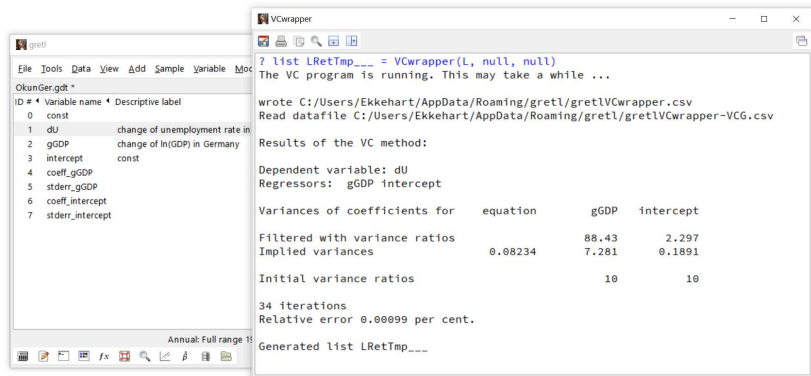 gretl
File Tools Data View Add Sample Variable
OkunGer.gdt *
ID # Variable name Descriptive label
0 const
1 dU change of unemployment rate in
2 gGDP change of ln(GDP) in Germany
3 intercept const
4 coeff_gGDP
5 stderr_gGDP
6 coeff_intercept
7 stderr_intercept
Annual: Full range
fx β
VCwrapper
? list LRetTmp___ = VCwrapper(L, null, null)
The VC program is running. This may take a while ...
wrote C:/Users/Ekkehart/AppData/Roaming/gretl/gretlVCwrapper.csv
Read datafile C:/Users/Ekkehart/AppData/Roaming/gretl/gretlVCwrapper-VCG.csv
Results of the VC method:
Dependent variable: dU
Regressors: gGDP intercept
Variances of coefficients for equation gGDP intercept
Filtered with variance ratios 88.43 2.297
Implied variances 0.08234 7.281 0.1891
Initial variance ratios 10 10
34 iterations
Relative error 0.00099 per cent.
Generated list LRetTmp___